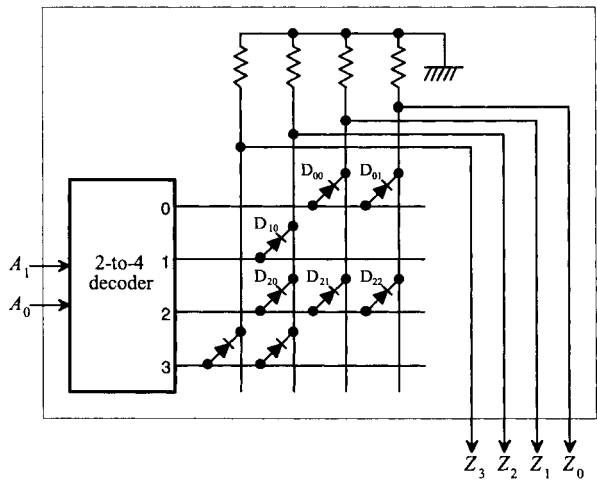 D₀₀ D₀₁
0
D₁₀
A₁ 2-to-4 1
decoder
A₀
D₂₀ D₂₁ D₂₂
2
3
Z₃ Z₂ Z₁ Z₀